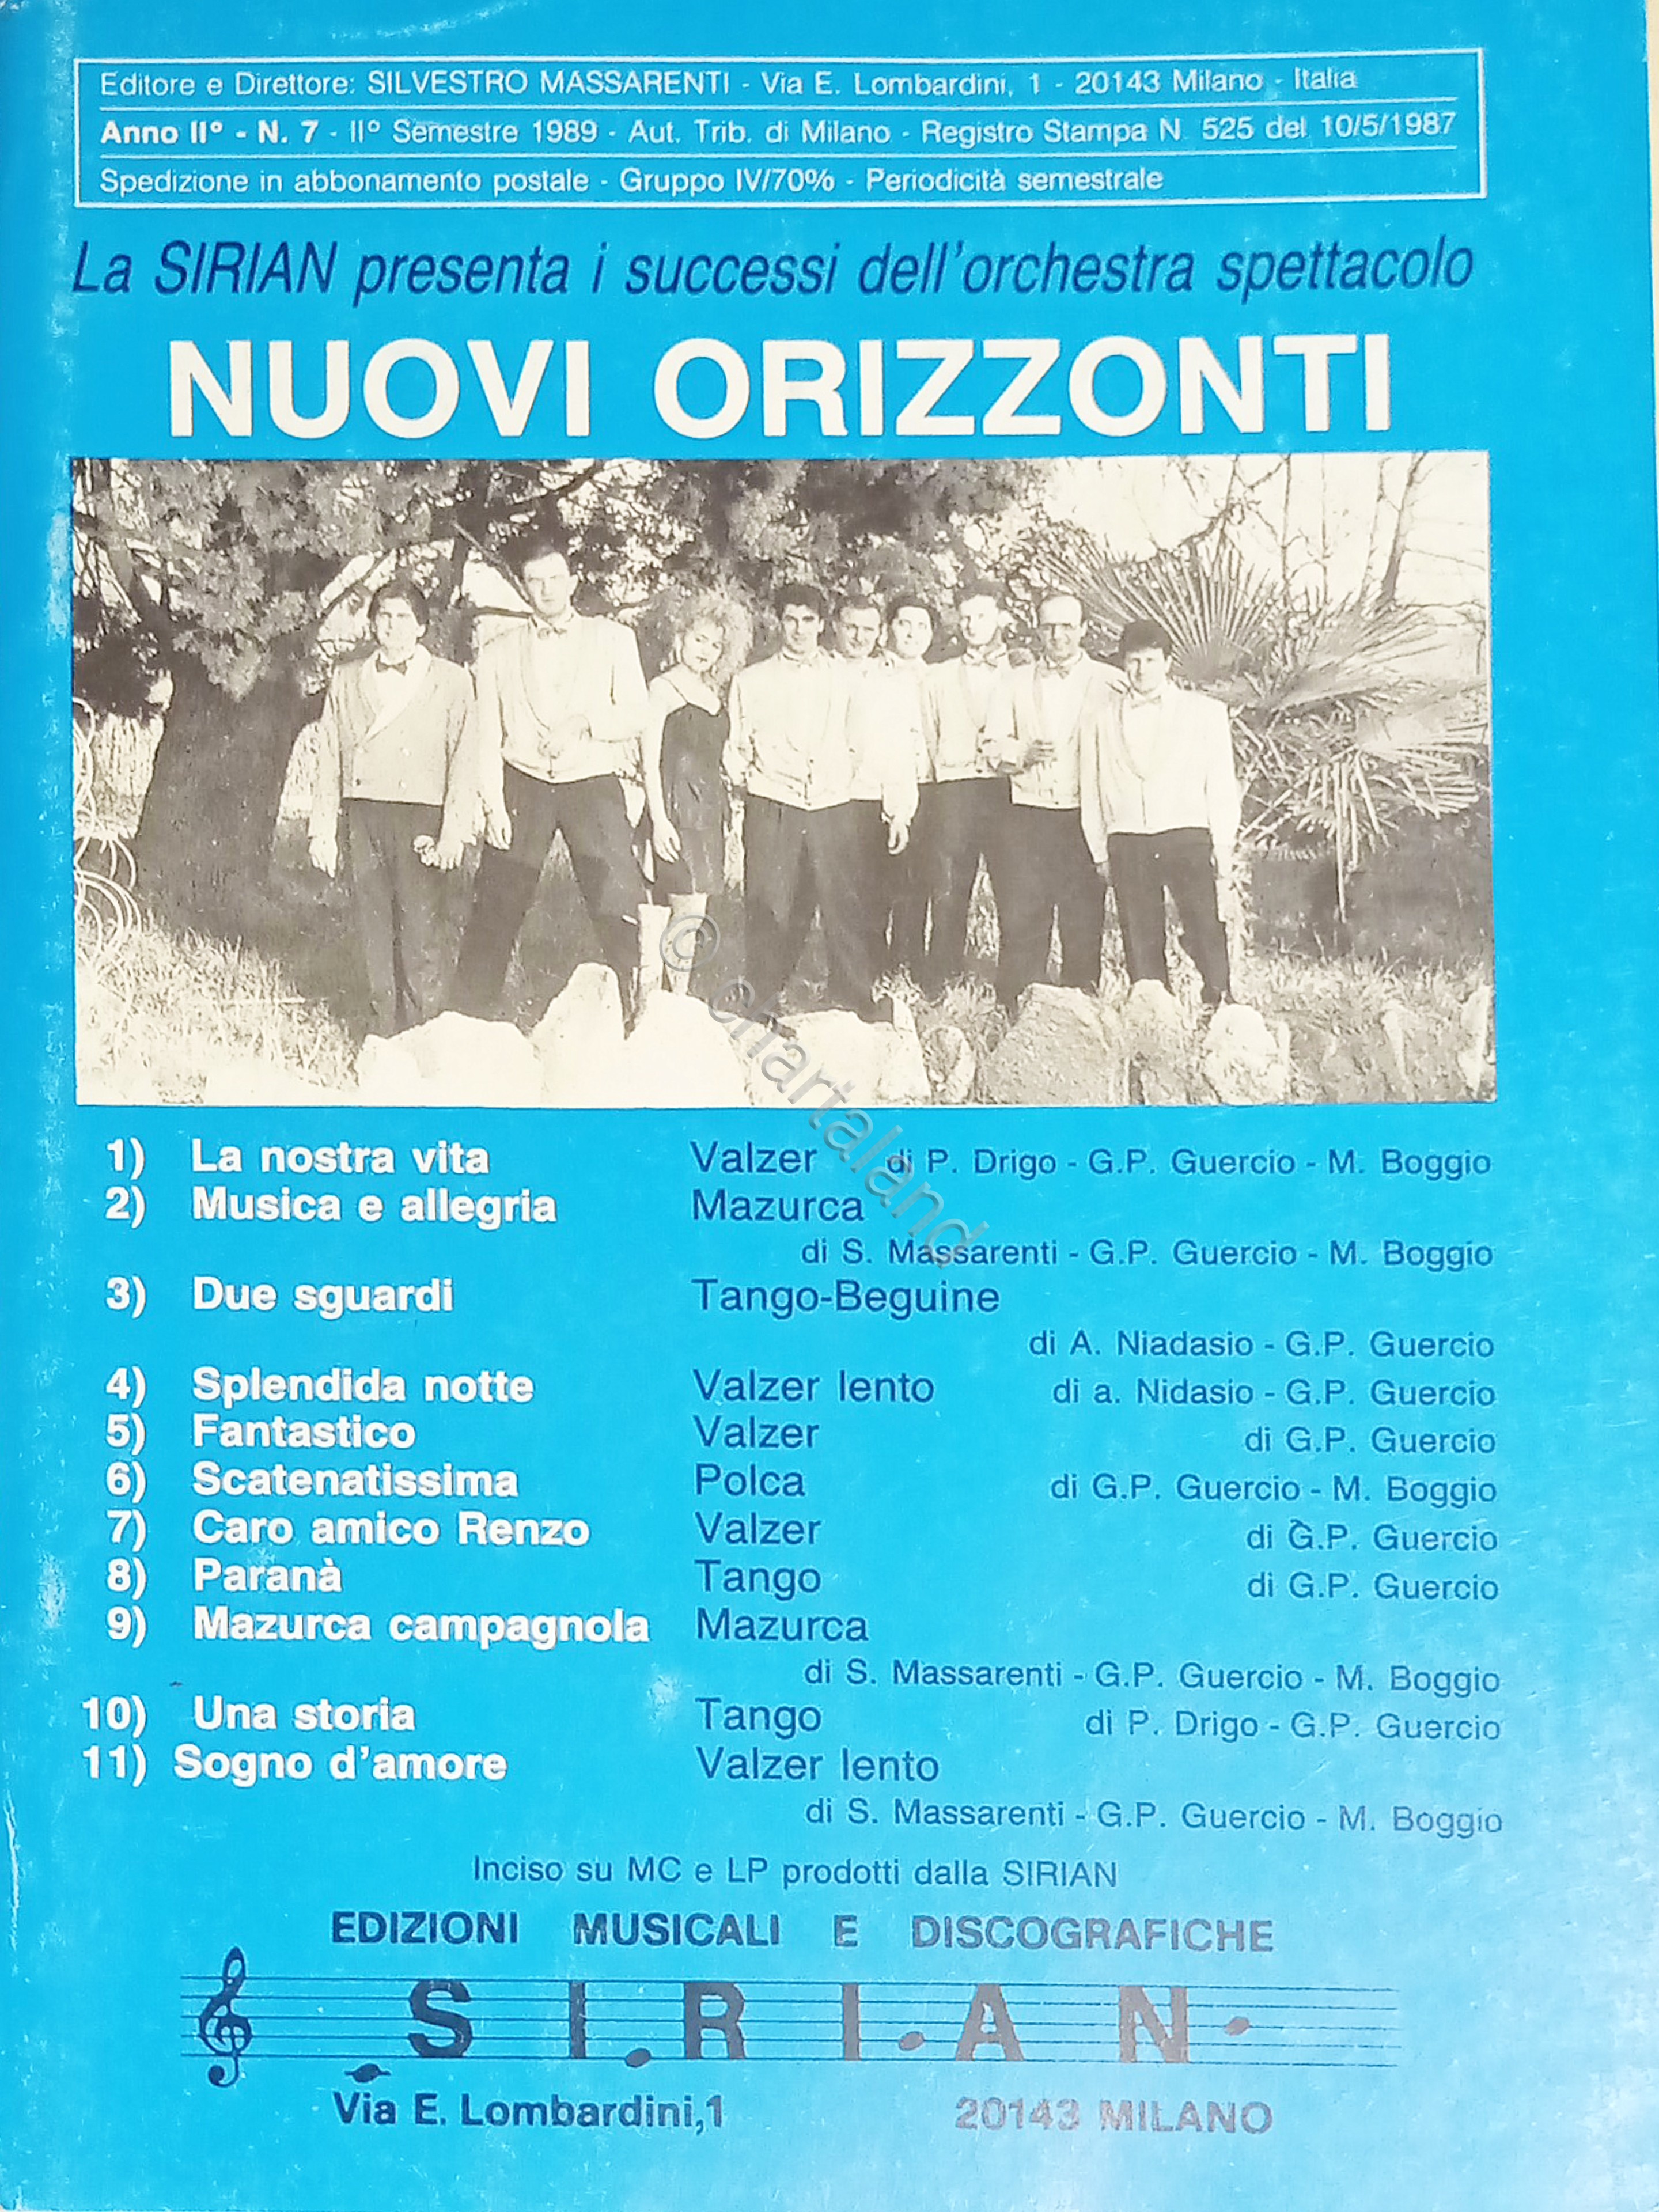 Editore e Direttore: SILVESTRO MASSARENTI - Via E. Lombardini, 1 - 20143 Milano - Italia
Anno II° - N. 7 - II° Semestre 1989 - Aut. Trib. di Milano - Registro Stampa N. 525 del 10/5/1987
Spedizione in abbonamento postale - Gruppo IV/70% - Periodicità semestrale
La SIRIAN presenta i successi dell'orchestra spettacolo
NUOVI ORIZZONTI
© chartaland
1) La nostra vita Valzer di P. Drigo - G.P. Guercio - M. Boggio
2) Musica e allegria Mazurca
di S. Massarenti - G.P. Guercio - M. Boggio
3) Due sguardi Tango-Beguine
di A. Niadasio - G.P. Guercio
4) Splendida notte Valzer lento di a. Nidasio - G.P. Guercio
5) Fantastico Valzer di G.P. Guercio
6) Scatenatissima Polca di G.P. Guercio - M. Boggio
7) Caro amico Renzo Valzer di G.P. Guercio
8) Paranà Tango di G.P. Guercio
9) Mazurca campagnola Mazurca
di S. Massarenti - G.P. Guercio - M. Boggio
10) Una storia Tango di P. Drigo - G.P. Guercio
11) Sogno d'amore Valzer lento
di S. Massarenti - G.P. Guercio - M. Boggio
Inciso su MC e LP prodotti dalla SIRIAN
EDIZIONI MUSICALI E DISCOGRAFICHE
SIRIAN
Via E. Lombardini,1 20143 MILANO